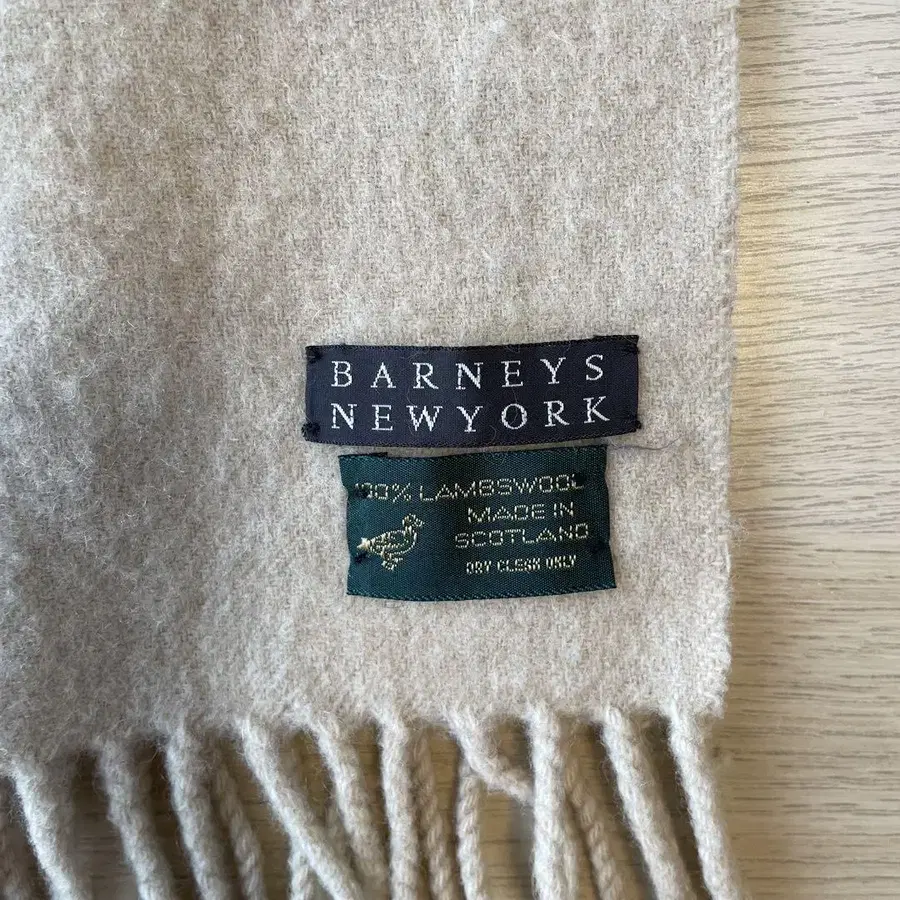 BARNEYS
NEWYORK
100% LAMBSWOOL
MADE IN
SCOTLAND
DRY CLEAN ONLY